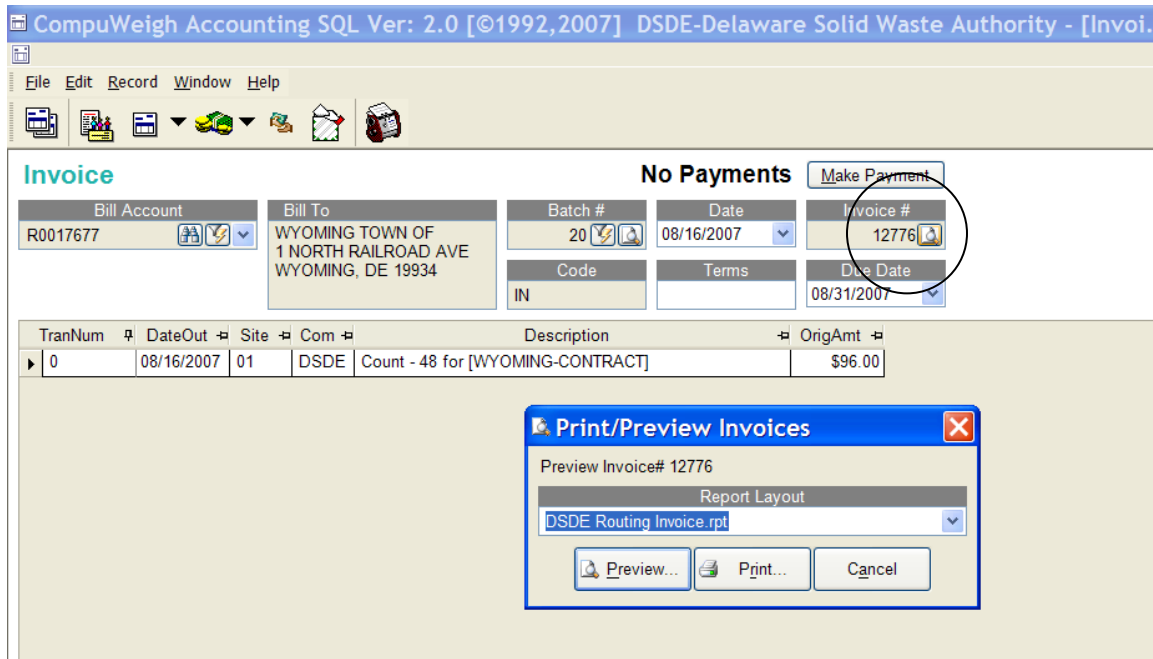 CompuWeigh Accounting SQL Ver: 2.0 [©1992,2007] DSDE-Delaware Solid Waste Authority - [Invoi.
File Edit Record Window Help
Invoice
No Payments Make Payment
Bill Account Bill To Batch # Date Invoice #
R0017677 WYOMING TOWN OF 20 08/16/2007 12776
1 NORTH RAILROAD AVE
WYOMING, DE 19934
Code Terms Due Date
IN 08/31/2007
TranNum DateOut Site Com Description OrigAmt
0 08/16/2007 01 DSDE Count - 48 for [WYOMING-CONTRACT] $96.00
Print/Preview Invoices
Preview Invoice# 12776
Report Layout
DSDE Routing Invoice.rpt
Preview... Print... Cancel